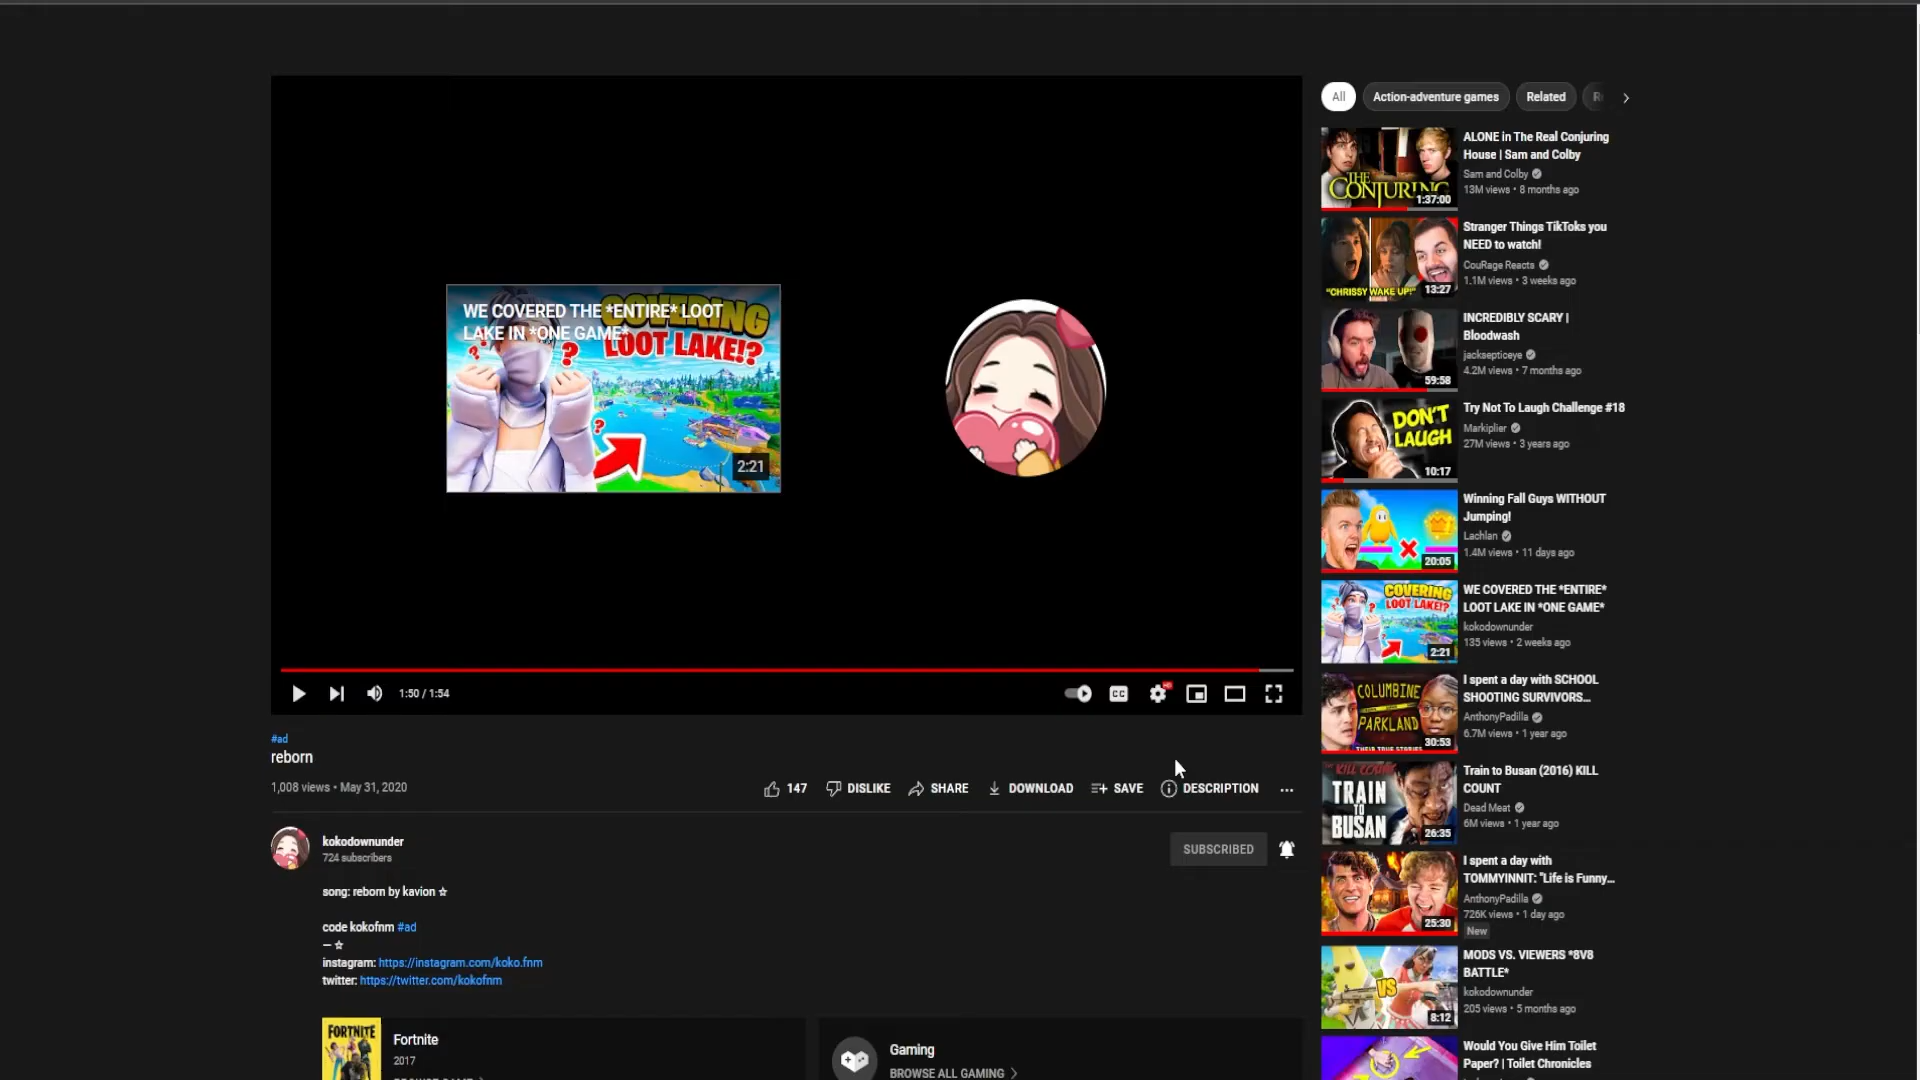 All
Action-adventure games
Related
WE COVERED THE *ENTIRE* LOOT
LAKE IN *ONE GAME*
COVERING
LOOT LAKE!?
2:21
1:50 / 1:54
CC
HD
#ad
reborn
1,008 views • May 31, 2020
147
DISLIKE
SHARE
DOWNLOAD
SAVE
DESCRIPTION
kokodownunder
724 subscribers
SUBSCRIBED
song: reborn by kavion ☆
code kokofnm #ad
— ☆
instagram: https://instagram.com/koko.fnm
twitter: https://twitter.com/kokofnm
FORTNITE
Fortnite
2017
Gaming
BROWSE ALL GAMING
THE
CONJURING
1:37:00
ALONE in The Real Conjuring
House | Sam and Colby
Sam and Colby
13M views • 8 months ago
"CHRISSY WAKE UP!"
13:27
Stranger Things TikToks you
NEED to watch!
CouRage Reacts
1.1M views • 3 weeks ago
59:58
INCREDIBLY SCARY |
Bloodwash
jacksepticeye
4.2M views • 7 months ago
DON'T
LAUGH
10:17
Try Not To Laugh Challenge #18
Markiplier
27M views • 3 years ago
20:05
Winning Fall Guys WITHOUT
Jumping!
Lachlan
1.4M views • 11 days ago
COVERING
LOOT LAKE!?
2:21
WE COVERED THE *ENTIRE*
LOOT LAKE IN *ONE GAME*
kokodownunder
135 views • 2 weeks ago
COLUMBINE
PARKLAND
THEIR TRUE STORIES
30:53
I spent a day with SCHOOL
SHOOTING SURVIVORS...
AnthonyPadilla
6.7M views • 1 year ago
KILL COUNT
TRAIN
TO
BUSAN
26:35
Train to Busan (2016) KILL
COUNT
Dead Meat
6M views • 1 year ago
25:30
I spent a day with
TOMMYINNIT: "Life is Funny...
AnthonyPadilla
726K views • 1 day ago
New
VS
8:12
MODS VS. VIEWERS *8V8
BATTLE*
kokodownunder
205 views • 5 months ago
Would You Give Him Toilet
Paper? | Toilet Chronicles